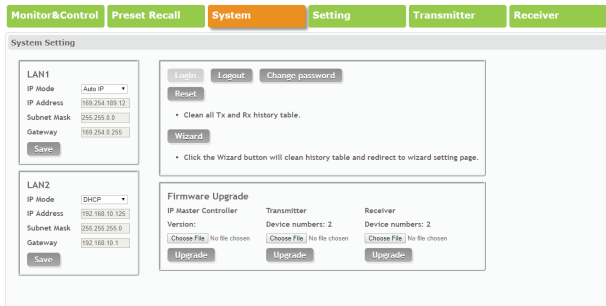 Monitor&Control Preset Recall System Setting Transmitter Receiver
System Setting
LAN1
IP Mode Auto IP
IP Address 169.254.189.12
Subnet Mask 255.255.0.0
Gateway 169.254.0.255
Save
LAN2
IP Mode DHCP
IP Address 192.168.10.125
Subnet Mask 255.255.255.0
Gateway 192.168.10.1
Save
Login Logout Change password
Reset
• Clean all Tx and Rx history table.
Wizard
• Click the Wizard button will clean history table and redirect to wizard setting page.
Firmware Upgrade
IP Master Controller Transmitter Receiver
Version: Device numbers: 2 Device numbers: 2
Choose File No file chosen Choose File No file chosen Choose File No file chosen
Upgrade Upgrade Upgrade